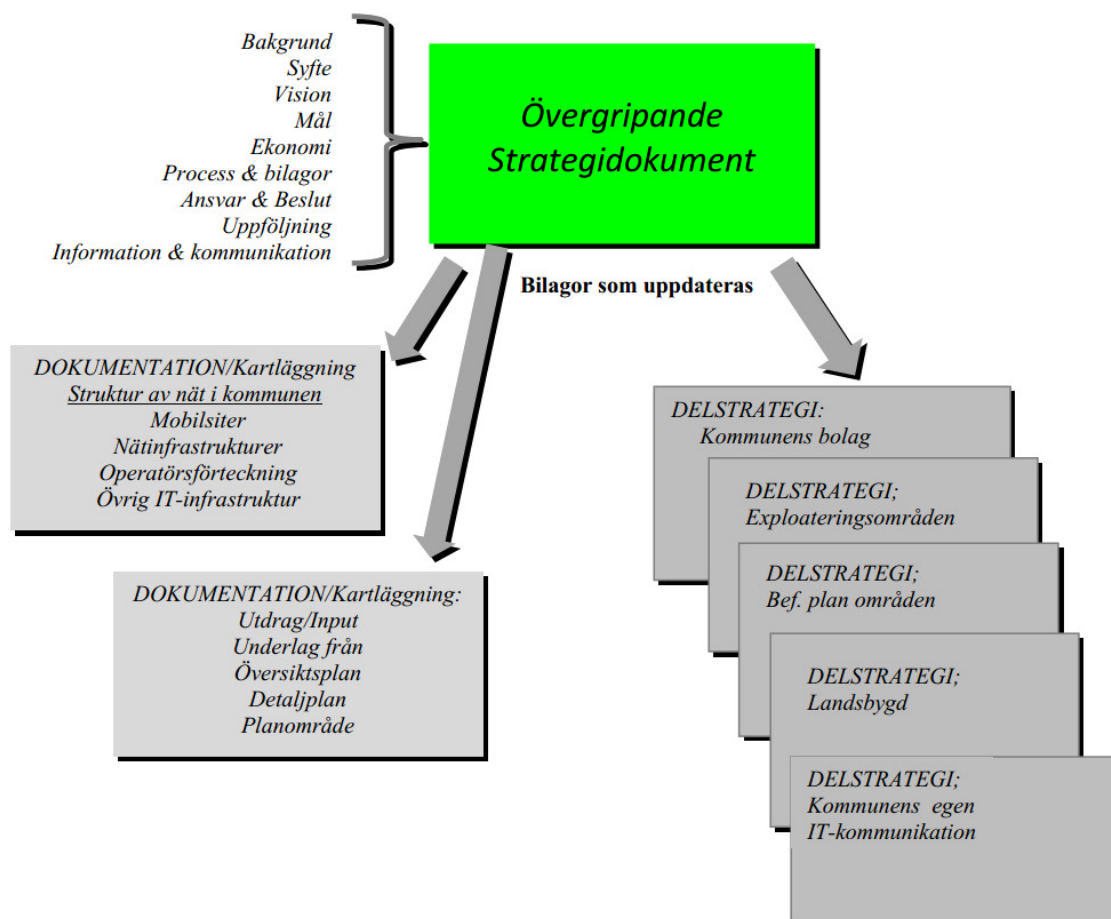 Bakgrund
Syfte
Vision
Mål
Ekonomi
Process & bilagor
Ansvar & Beslut
Uppföljning
Information & kommunikation
Övergripande
Strategidokument
Bilagor som uppdateras
DOKUMENTATION/Kartläggning
Struktur av nät i kommunen
Mobilsiter
Nätinfrastrukturer
Operatörsförteckning
Övrig IT-infrastruktur
DOKUMENTATION/Kartläggning:
Utdrag/Input
Underlag från
Översiktsplan
Detaljplan
Planområde
DELSTRATEGI:
Kommunens bolag
DELSTRATEGI;
Exploateringsområden
DELSTRATEGI;
Bef. plan områden
DELSTRATEGI;
Landsbygd
DELSTRATEGI;
Kommunens egen
IT-kommunikation